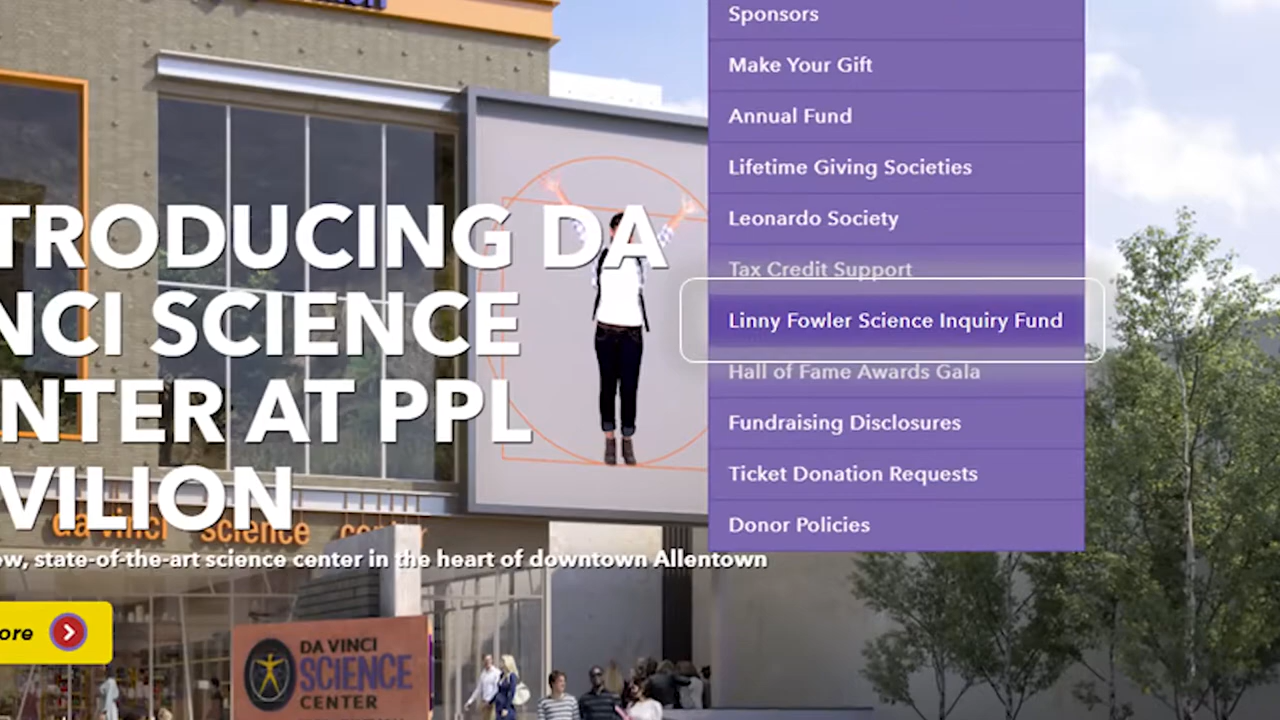 Sponsors
Make Your Gift
Annual Fund
Lifetime Giving Societies
Leonardo Society
Tax Credit Support
Linny Fowler Science Inquiry Fund
Hall of Fame Awards Gala
Fundraising Disclosures
Ticket Donation Requests
Donor Policies
TRODUCING DA
NCI SCIENCE
NTER AT PPL
VILION
da vinci science
ew, state-of-the-art science center in the heart of downtown Allentown
ore
DA VINCI
SCIENCE
CENTER